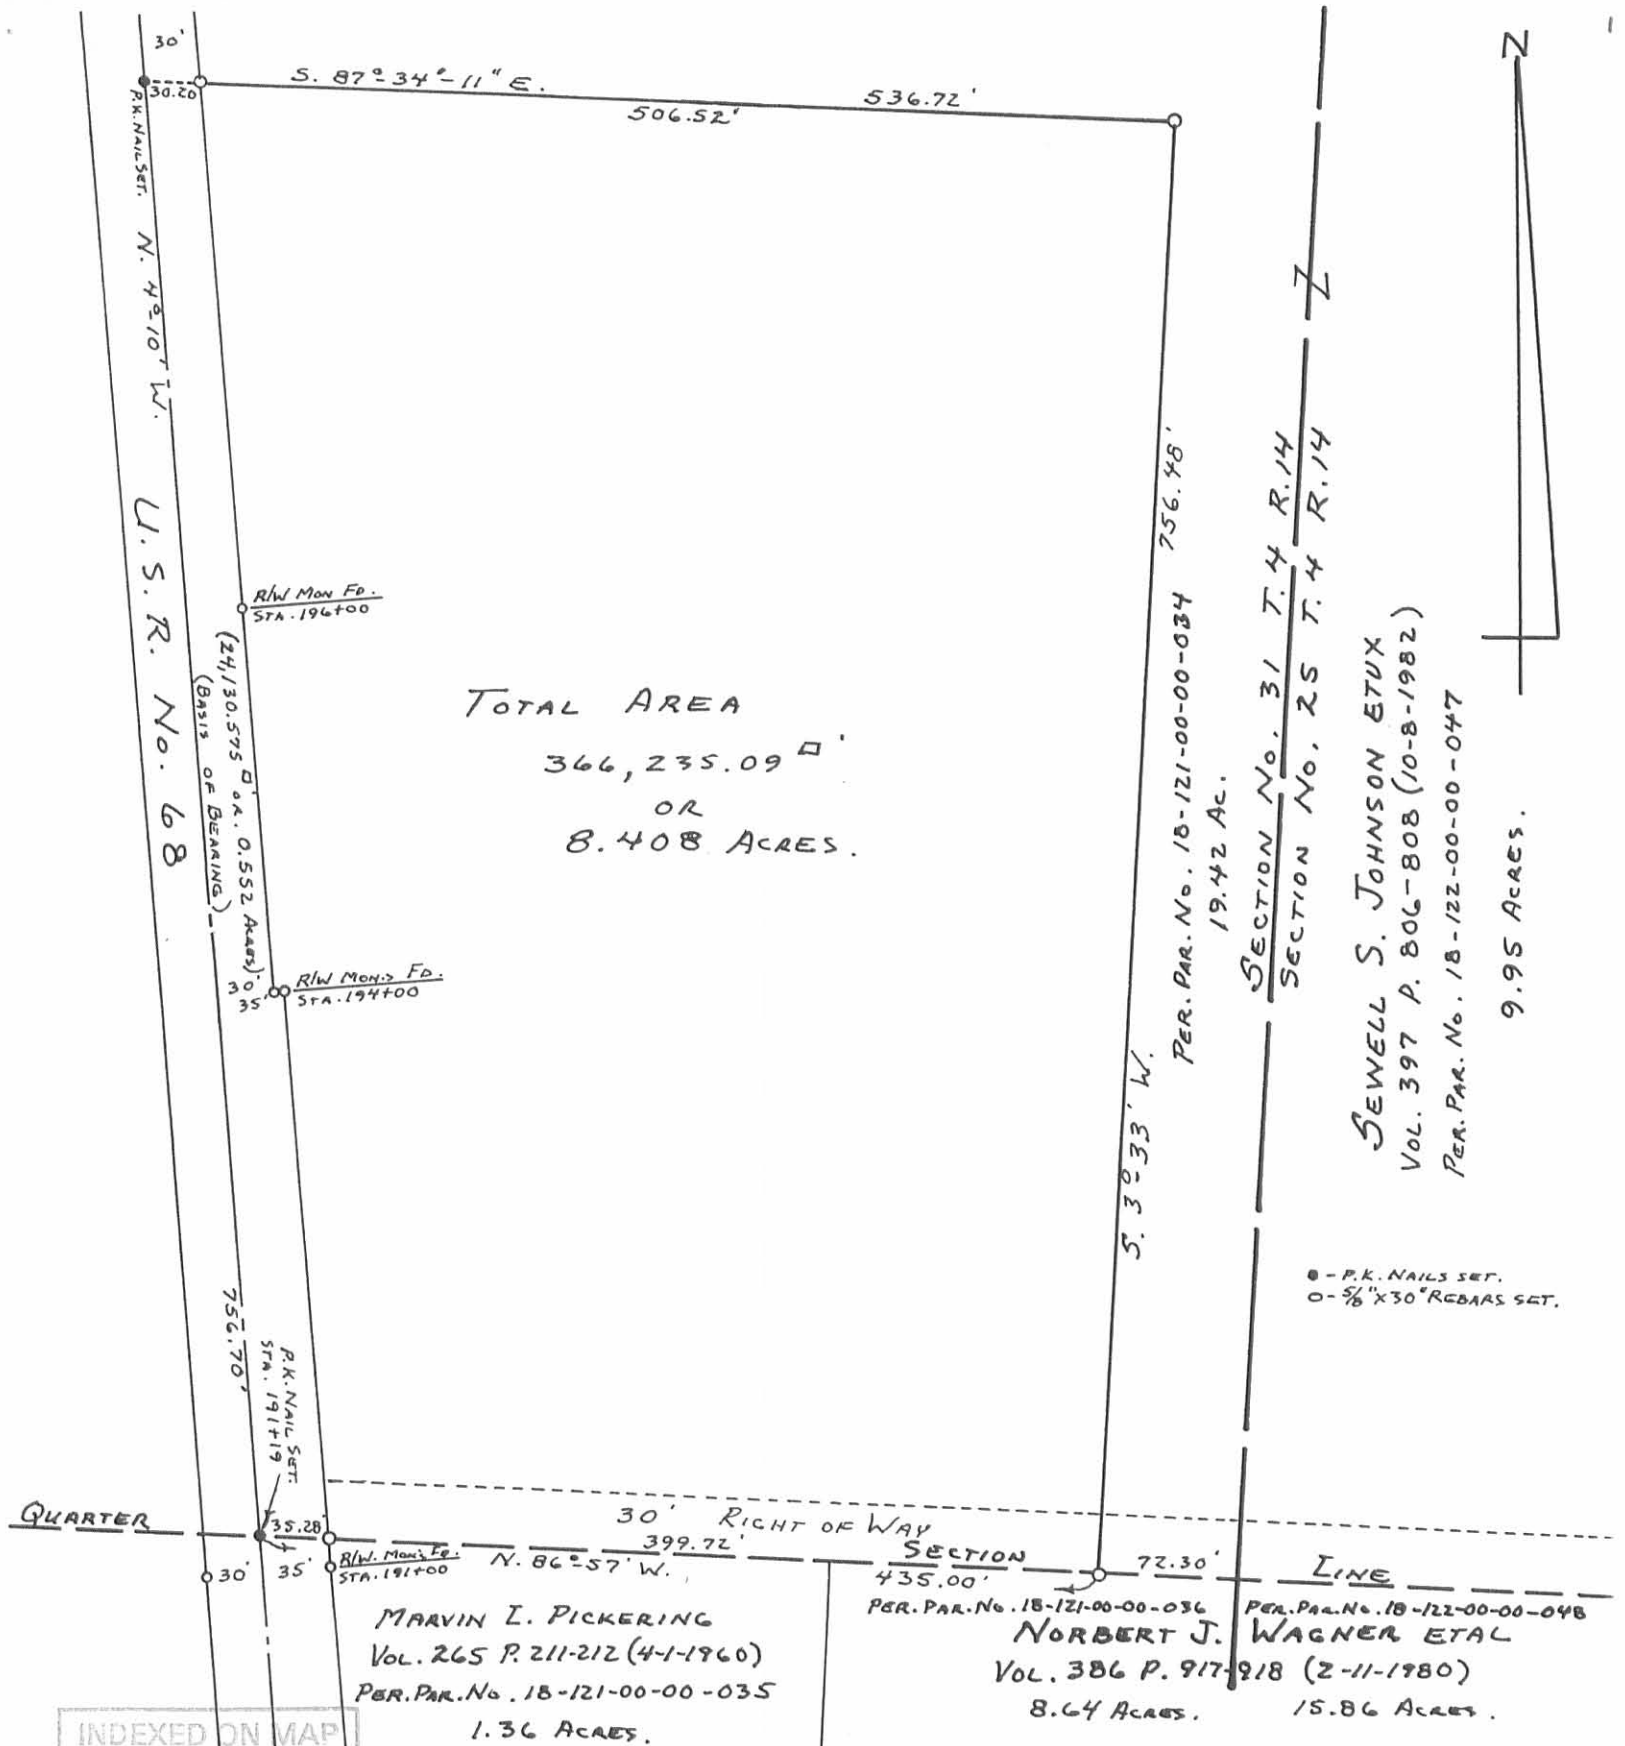 30'
N
S. 87°-34'-11" E.
536.72'
30.20
506.52'
P.K. NAIL SET.
N. 4°-10' W.
U. S. R. No. 68
R/W MON FD.
STA. 196+00
(24,130.575 □' OR. 0.552 ACRES).
(BASIS OF BEARING)
TOTAL AREA
366,235.09 □'
OR
8.408 ACRES.
30'
35'
R/W MON.S FD.
STA. 194+00
756.48'
S. 3°-33' W.
PER. PAR. No. 18-121-00-00-034
19.42 AC.
SECTION No. 31 T. 4 R. 14
SECTION No. 25 T. 4 R. 14
SEWELL S. JOHNSON ETUX
VOL. 397 P. 806-808 (10-8-1982)
PER. PAR. No. 18-122-00-00-047
9.95 ACRES.
● - P.K. NAILS SET.
O - 5/8" X 30" REBARS SET.
756.70'
P.K. NAIL SET.
STA. 191+19
QUARTER
35.28'
30' RIGHT OF WAY
399.72'
SECTION
72.30'
LINE
30'
35'
R/W. MON.S FD.
STA. 191+00
N. 86°-57' W.
435.00'
PER. PAR. No. 18-121-00-00-036
PER. PAR. No. 18-122-00-00-048
MARVIN I. PICKERING
VOL. 265 P. 211-212 (4-1-1960)
PER. PAR. No. 18-121-00-00-035
1.36 ACRES.
NORBERT J. WAGNER ETAL
VOL. 386 P. 917-918 (2-11-1980)
8.64 ACRES.
15.86 ACRES.
INDEXED ON MAP